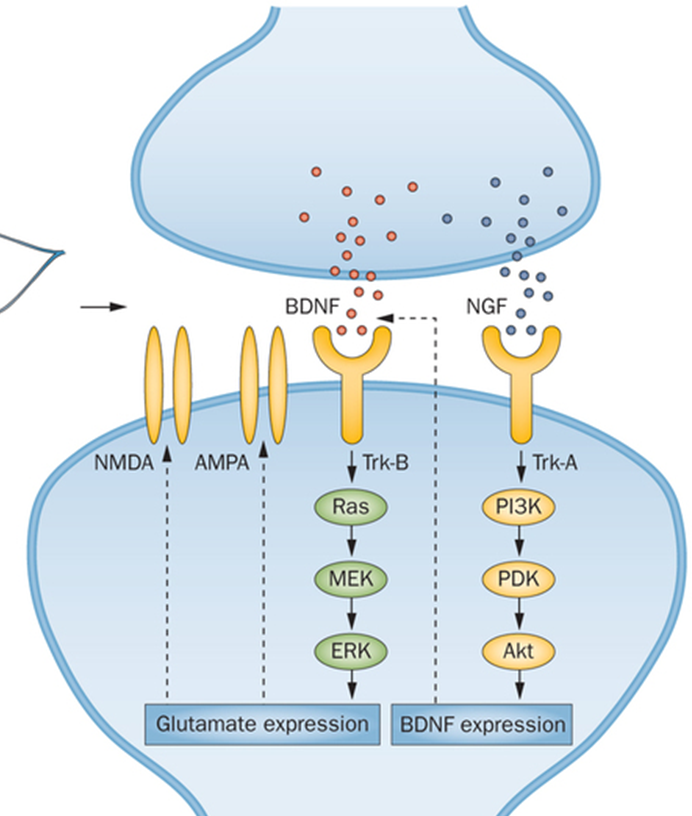 BDNF
NGF
NMDA
AMPA
Trk-B
Trk-A
Ras
PI3K
MEK
PDK
ERK
Akt
Glutamate expression
BDNF expression